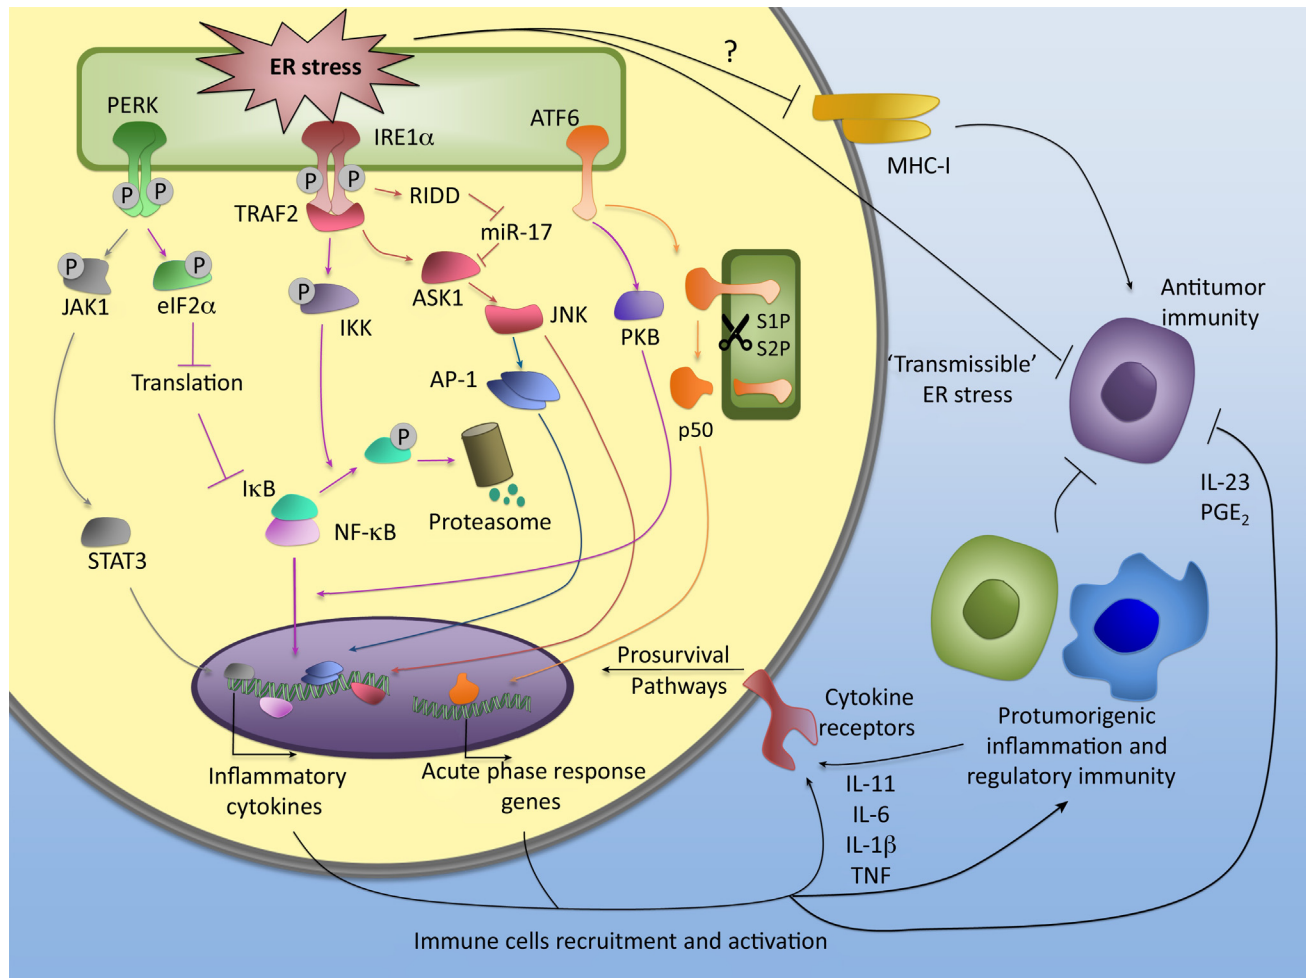 ?
ER stress
PERK
IRE1α
ATF6
MHC-I
P
P
P
P
TRAF2
RIDD
miR-17
P
JAK1
P
eIF2α
P
IKK
ASK1
JNK
PKB
S1P
S2P
Antitumor
immunity
Translation
AP-1
p50
'Transmissible'
ER stress
P
IκB
NF-κB
Proteasome
STAT3
IL-23
PGE2
Prosurvival
Pathways
Cytokine
receptors
Protumorigenic
inflammation and
regulatory immunity
Inflammatory
cytokines
Acute phase response
genes
IL-11
IL-6
IL-1β
TNF
Immune cells recruitment and activation